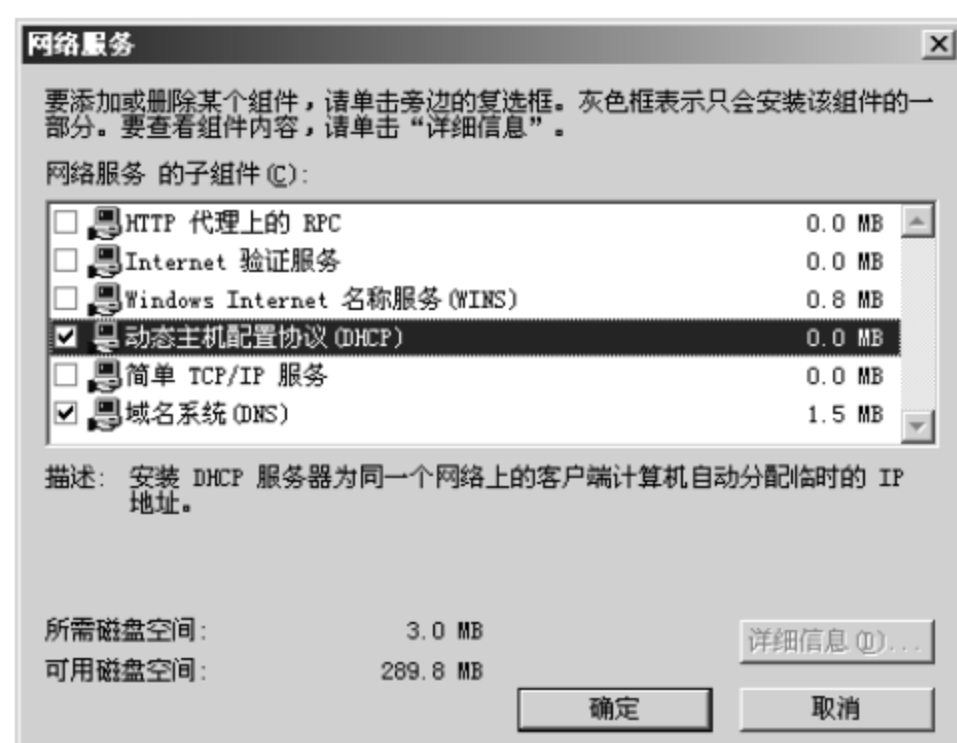 网络服务
要添加或删除某个组件，请单击旁边的复选框。灰色框表示只会安装该组件的一
部分。要查看组件内容，请单击“详细信息”。
网络服务 的子组件(C):
HTTP 代理上的 RPC 0.0 MB
Internet 验证服务 0.0 MB
Windows Internet 名称服务(WINS) 0.8 MB
动态主机配置协议(DHCP) 0.0 MB
简单 TCP/IP 服务 0.0 MB
域名系统(DNS) 1.5 MB
描述: 安装 DHCP 服务器为同一个网络上的客户端计算机自动分配临时的 IP
地址。
所需磁盘空间: 3.0 MB
可用磁盘空间: 289.8 MB
详细信息(D)...
确定 取消